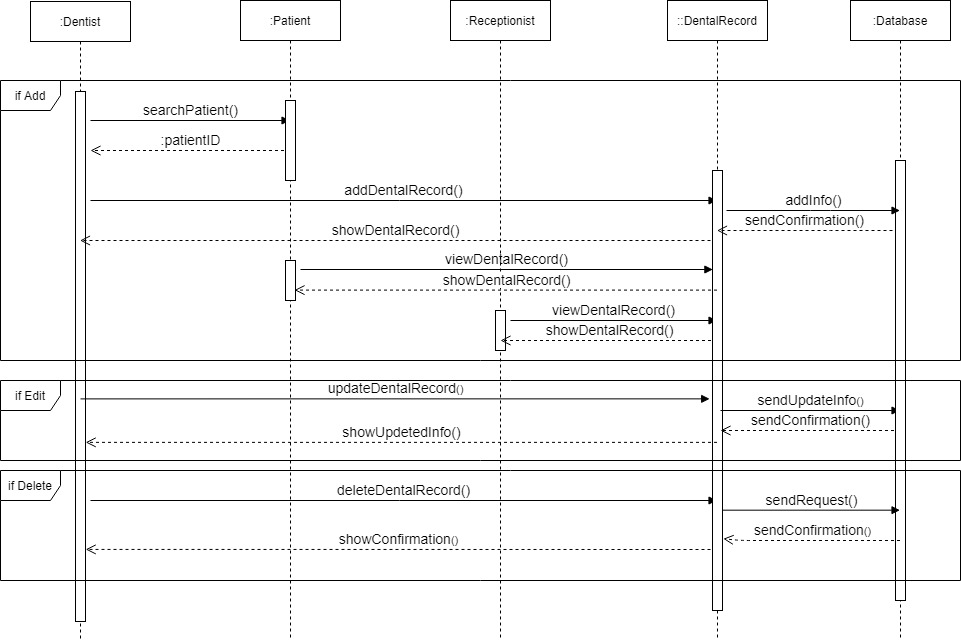 :Dentist
:Patient
:Receptionist
::DentalRecord
:Database
if Add
searchPatient()
:patientID
addDentalRecord()
addInfo()
sendConfirmation()
showDentalRecord()
viewDentalRecord()
showDentalRecord()
viewDentalRecord()
showDentalRecord()
if Edit
updateDentalRecord()
sendUpdateInfo()
sendConfirmation()
showUpdetedInfo()
if Delete
deleteDentalRecord()
sendRequest()
sendConfirmation()
showConfirmation()